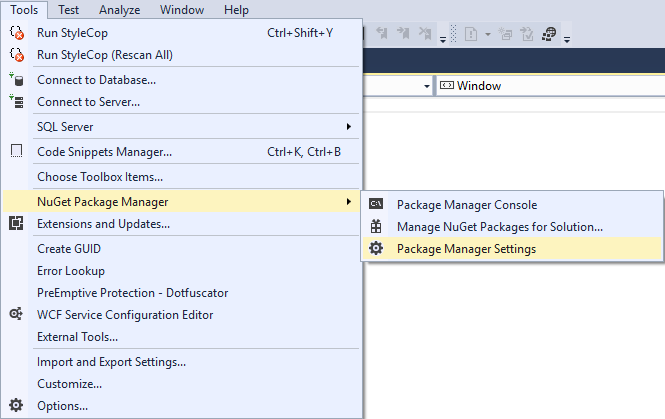 Tools Test Analyze Window Help
Run StyleCop Ctrl+Shift+Y
Run StyleCop (Rescan All)
Connect to Database...
Window
Connect to Server...
SQL Server
Code Snippets Manager... Ctrl+K, Ctrl+B
Choose Toolbox Items...
NuGet Package Manager
C:\ Package Manager Console
Extensions and Updates...
Manage NuGet Packages for Solution...
Create GUID
Package Manager Settings
Error Lookup
PreEmptive Protection - Dotfuscator
WCF Service Configuration Editor
External Tools...
Import and Export Settings...
Customize...
Options...